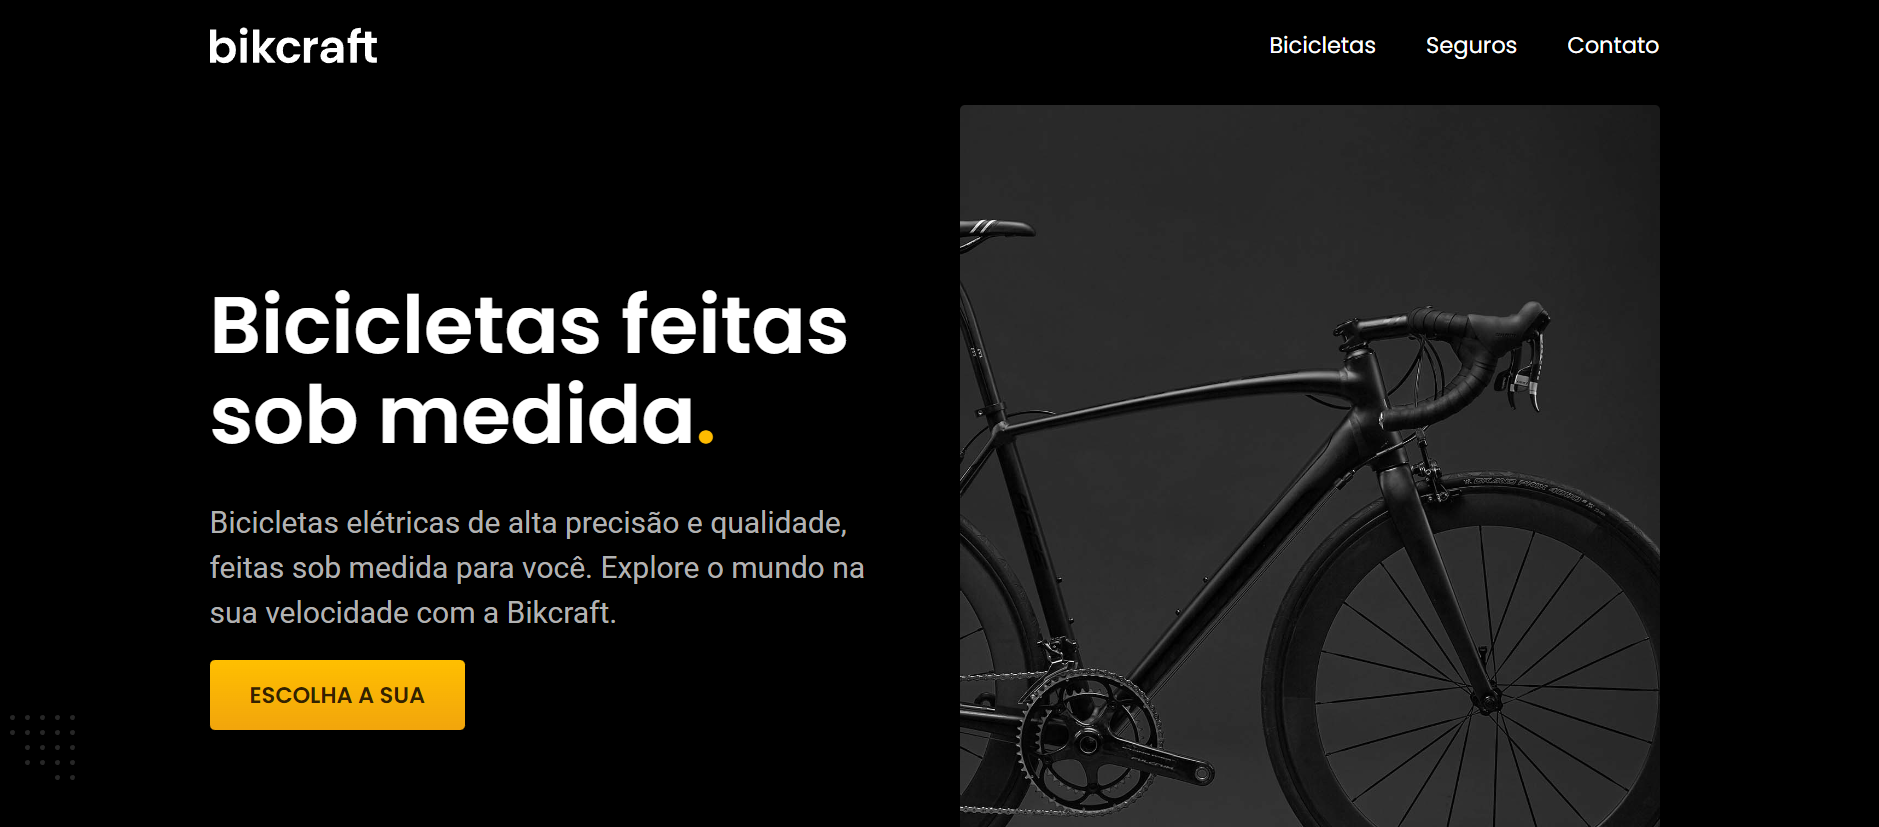 bikcraft
Bicicletas Seguros Contato
Bicicletas feitas
sob medida.
Bicicletas elétricas de alta precisão e qualidade,
feitas sob medida para você. Explore o mundo na
sua velocidade com a Bikcraft.
ESCOLHA A SUA